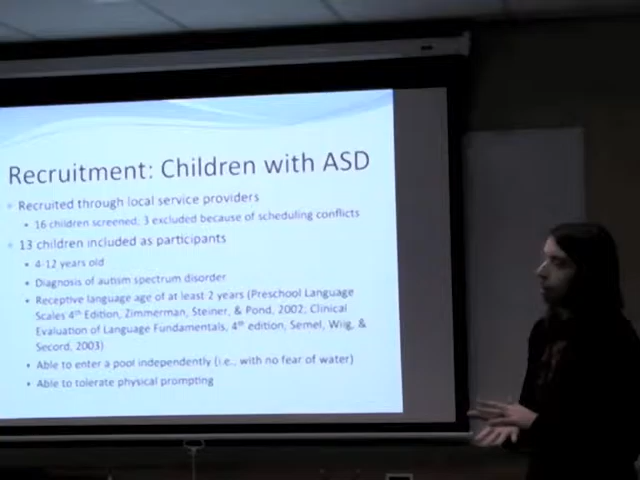 Recruitment: Children with ASD
Recruited through local service providers
16 children screened, 3 excluded because of scheduling conflicts
13 children included as participants
4-12 years old
Diagnosis of autism spectrum disorder
Receptive language age of at least 2 years (Preschool Language
Scales 4th Edition, Zimmerman, Steiner, & Pond, 2002; Clinical
Evaluation of Language Fundamentals, 4th edition, Semel, Wiig, &
Secord, 2003)
Able to enter a pool independently (i.e., with no fear of water)
Able to tolerate physical prompting